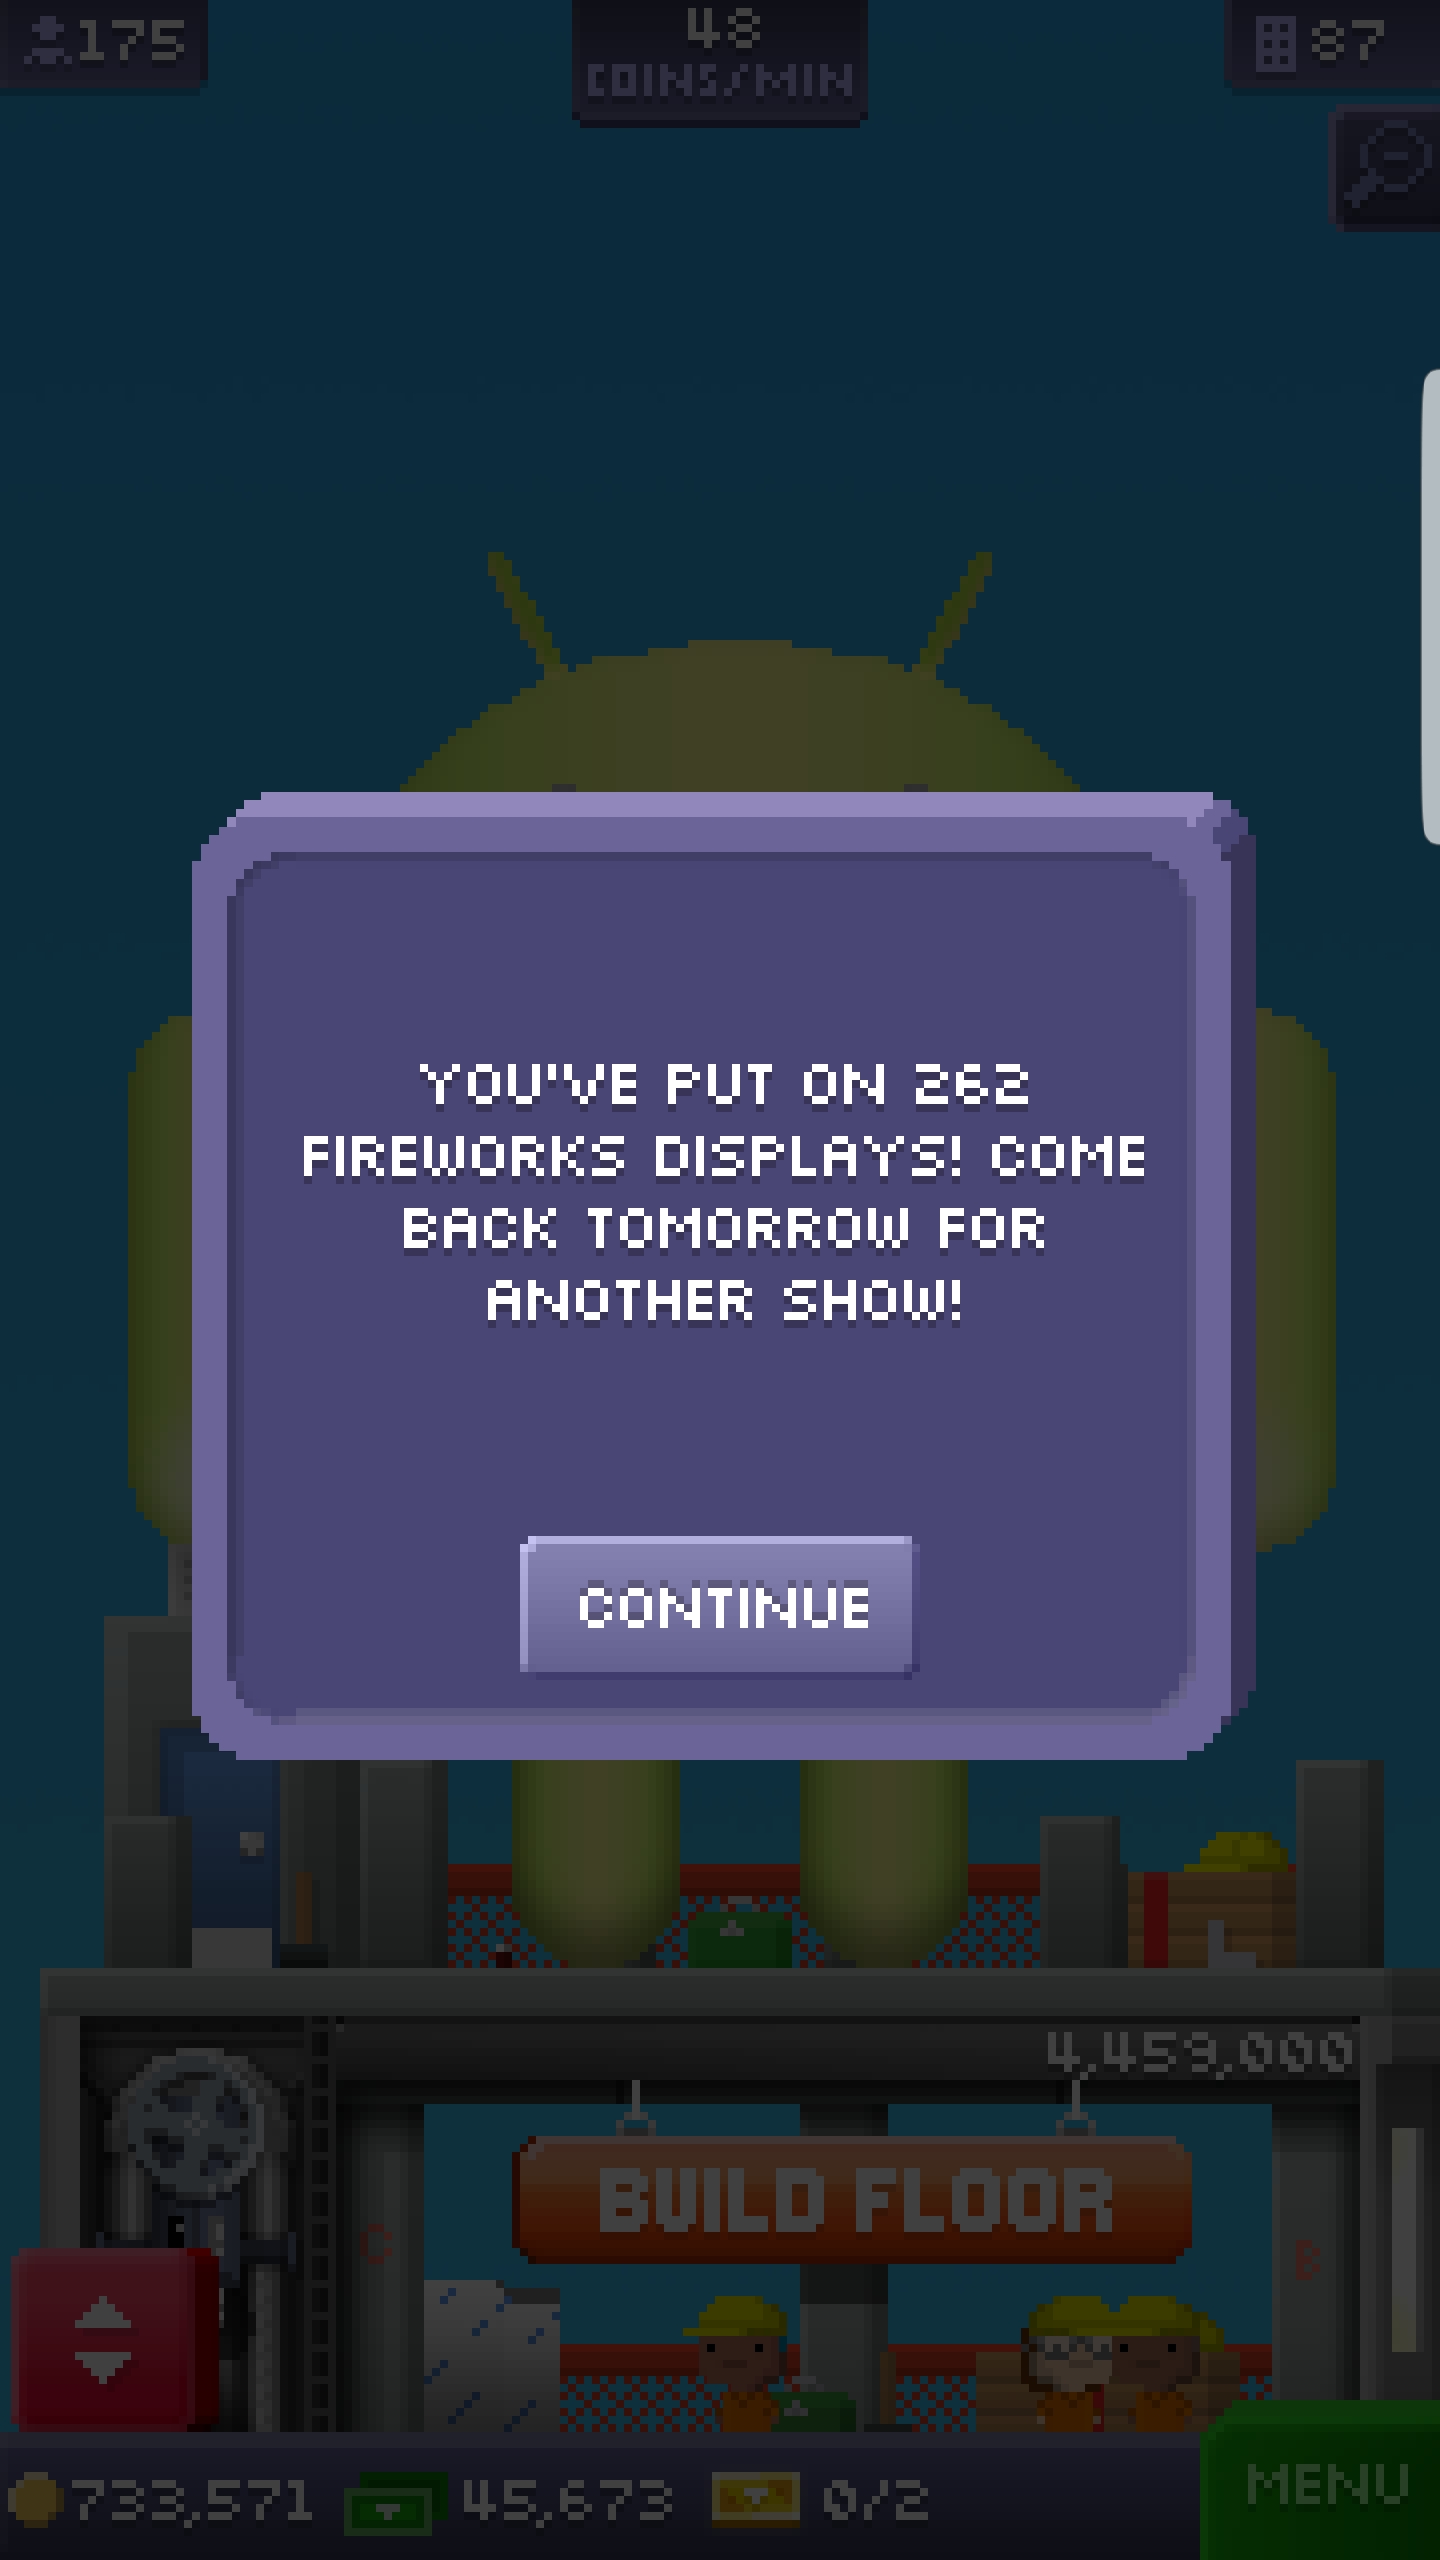 175
48
COINS/MIN
87
YOU'VE PUT ON 262
FIREWORKS DISPLAYS! COME
BACK TOMORROW FOR
ANOTHER SHOW!
CONTINUE
4,459,000
BUILD FLOOR
C
B
733,571
45,673
0/2
MENU